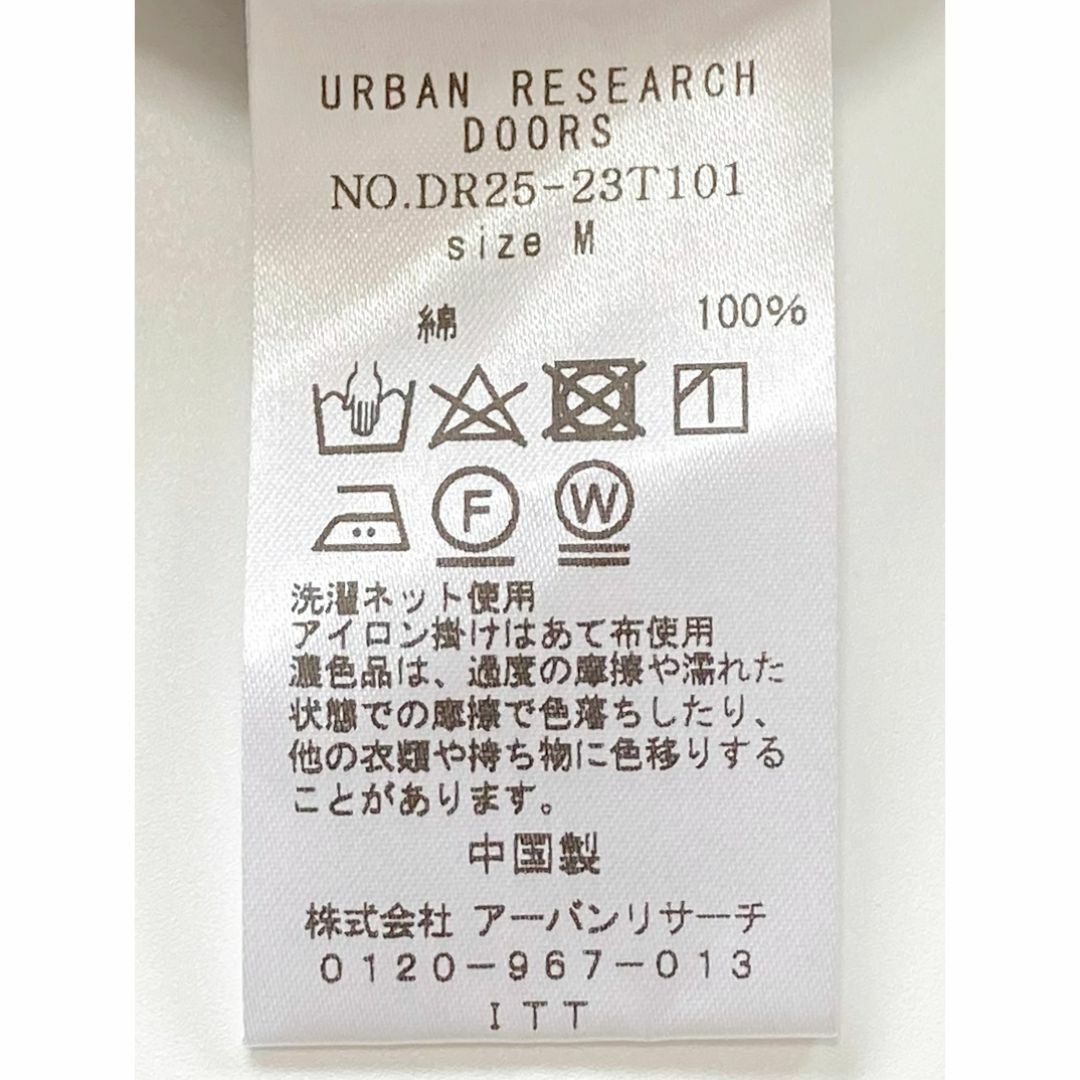 URBAN RESEARCH
DOORS
NO.DR25-23T101
size M
綿 100%
F W
洗濯ネット使用
アイロン掛けはあて布使用
濃色品は、過度の摩擦や濡れた
状態での摩擦で色落ちしたり、
他の衣類や持ち物に色移りする
ことがあります。
中国製
株式会社 アーバンリサーチ
0120-967-013
ITT